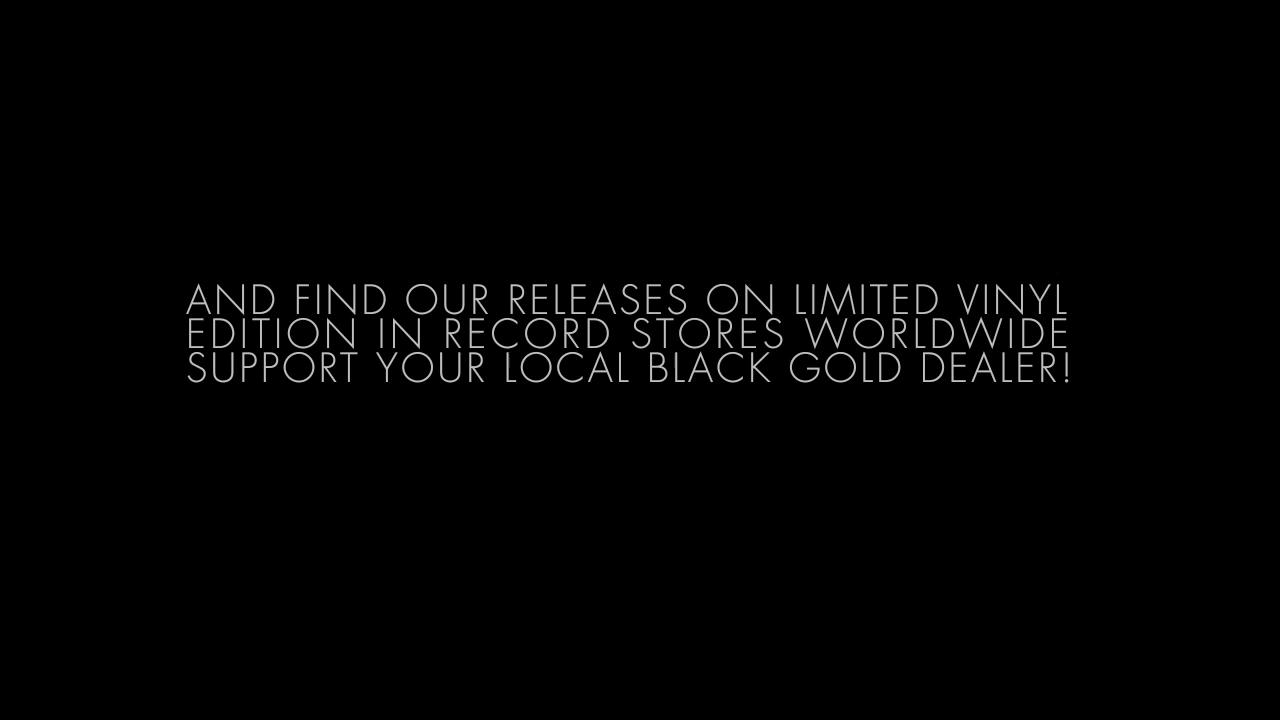 AND FIND OUR RELEASES ON LIMITED VINYL
EDITION IN RECORD STORES WORLDWIDE
SUPPORT YOUR LOCAL BLACK GOLD DEALER!